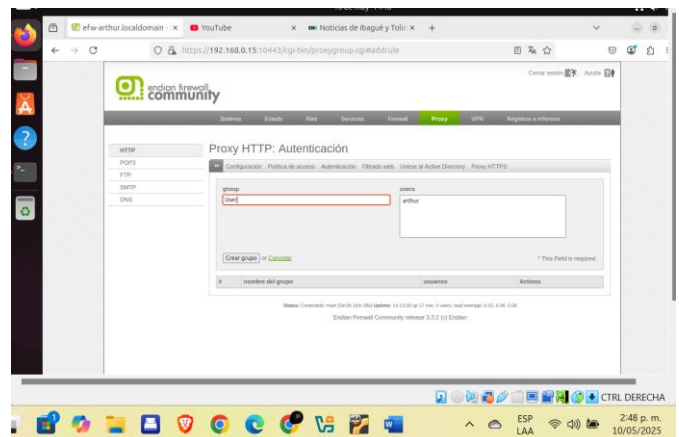 efw-arthur.localdomain - × YouTube × Noticias de Ibagué y Tolim × +
https://192.168.0.15:10443/cgi-bin/proxygroup.cgi#addrule
Cerrar sesión Ayuda
endian firewall
community
Sistema Estado Red Servicios Firewall Proxy VPN Registros e informes
HTTP
POP3
FTP
SMTP
DNS
Proxy HTTP: Autenticación
Configuración Política de acceso Autenticación Filtrado web Unirse al Active Directory Proxy HTTPS
group users
User arthur
Crear grupo or Cancelar * This Field is required.
# nombre del grupo usuarios Actions
Endian Firewall Community release 3.3.2 (c) Endian
CTRL DERECHA
ESP 2:48 p. m.
LAA 10/05/2025